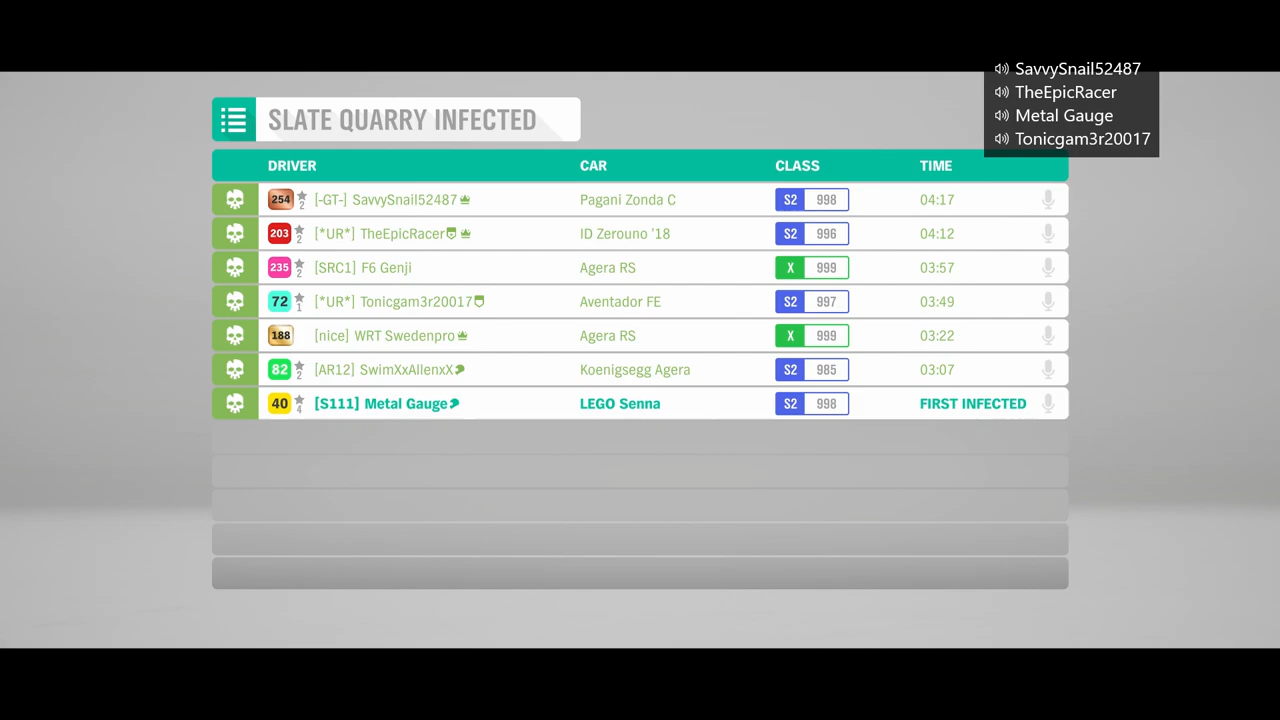 SavvySnail52487
TheEpicRacer
Metal Gauge
Tonicgam3r20017
SLATE QUARRY INFECTED
DRIVER CAR CLASS TIME
254 2 [-GT-] SavvySnail52487 Pagani Zonda C S2 998 04:17
203 2 [*UR*] TheEpicRacer ID Zerouno '18 S2 996 04:12
235 2 [SRC1] F6 Genji Agera RS X 999 03:57
72 1 [*UR*] Tonicgam3r20017 Aventador FE S2 997 03:49
188 [nice] WRT Swedenpro Agera RS X 999 03:22
82 2 [AR12] SwimXxAllenxX Koenigsegg Agera S2 985 03:07
40 4 [S111] Metal Gauge LEGO Senna S2 998 FIRST INFECTED